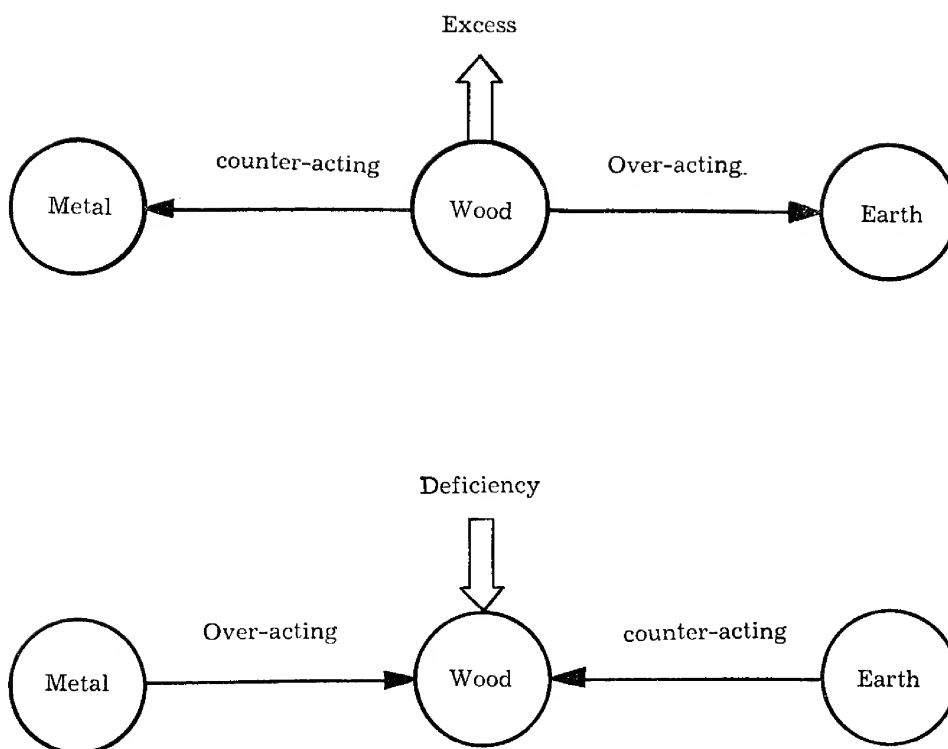 Excess
counter-acting
Over-acting.
Metal
Wood
Earth
Deficiency
Over-acting
counter-acting
Metal
Wood
Earth